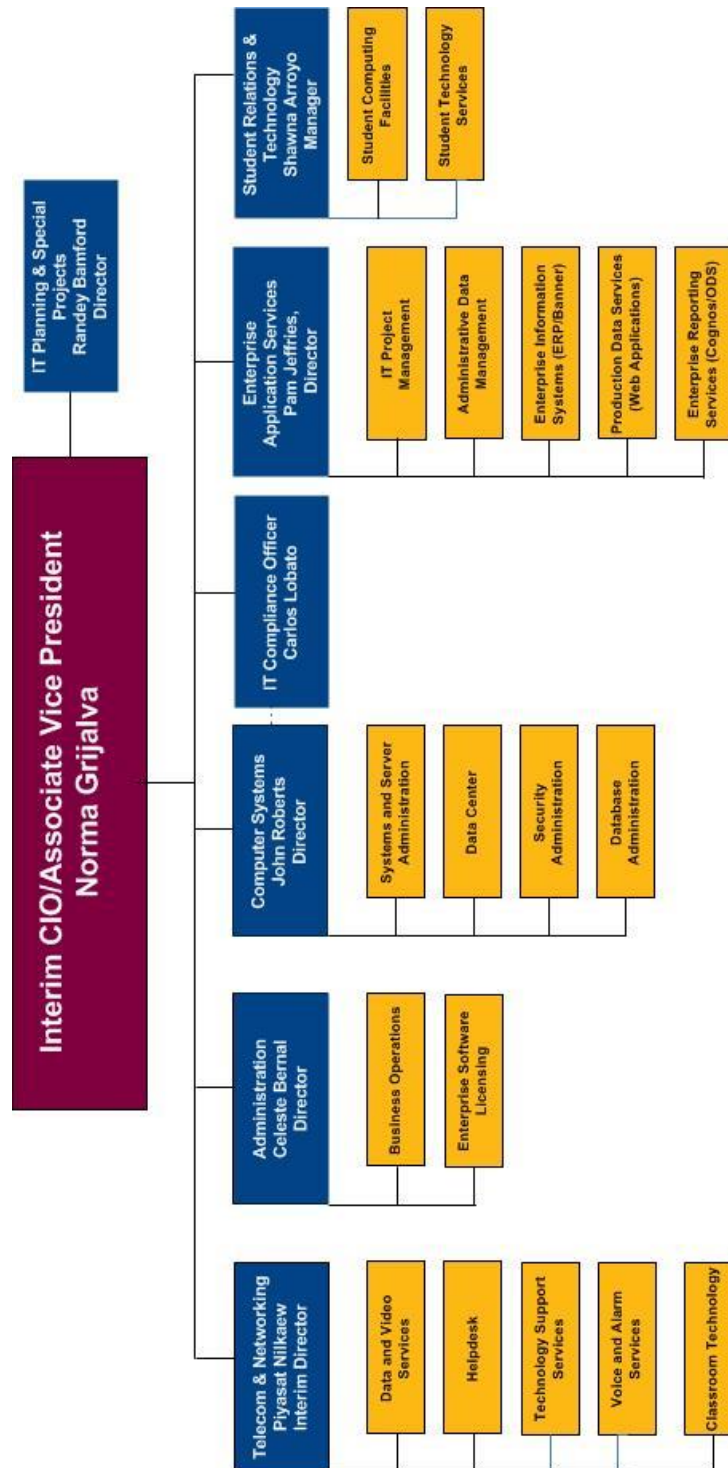 Interim CIO/Associate Vice President
Norma Grijalva
IT Planning & Special
Projects
Randey Bamford
Director
Telecom & Networking
Piyasat Nilkaew
Interim Director
Data and Video
Services
Helpdesk
Technology Support
Services
Voice and Alarm
Services
Classroom Technology
Administration
Celeste Bernal
Director
Business Operations
Enterprise Software
Licensing
Computer Systems
John Roberts
Director
Systems and Server
Administration
Data Center
Security
Administration
Database
Administration
IT Compliance Officer
Carlos Lobato
Enterprise
Application Services
Pam Jeffries,
Director
IT Project
Management
Administrative Data
Management
Enterprise Information
Systems (ERP/Banner)
Production Data Services
(Web Applications)
Enterprise Reporting
Services (Cognos/ODS)
Student Relations &
Technology
Shawna Arroyo
Manager
Student Computing
Facilities
Student Technology
Services